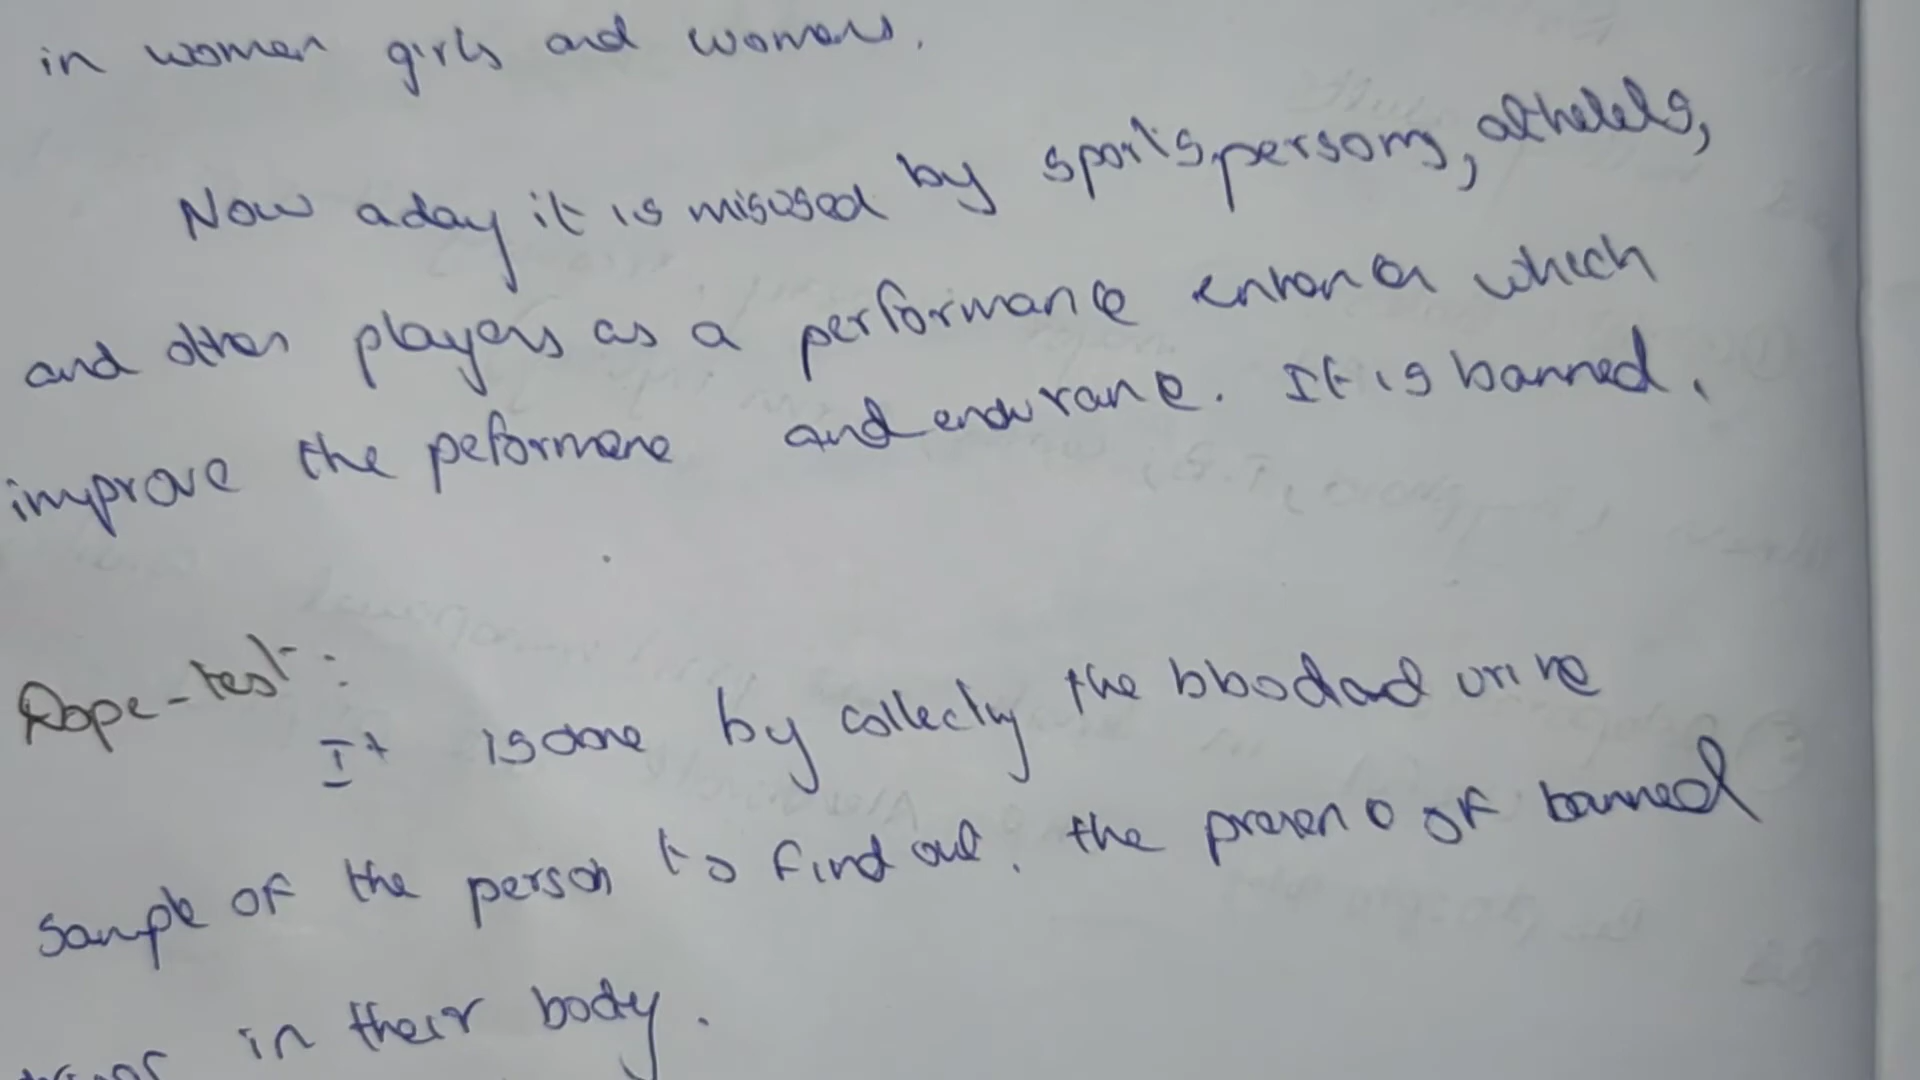 in women girls and womens.
Now aday it is misused by sports persons, atheletes,
and other players as a performance enhancer which
improve the peformance and endurance. It is banned.
Dope-test:
It is done by collecting the blood and urine
sample of the person to find out. the presence of banned
in their body.